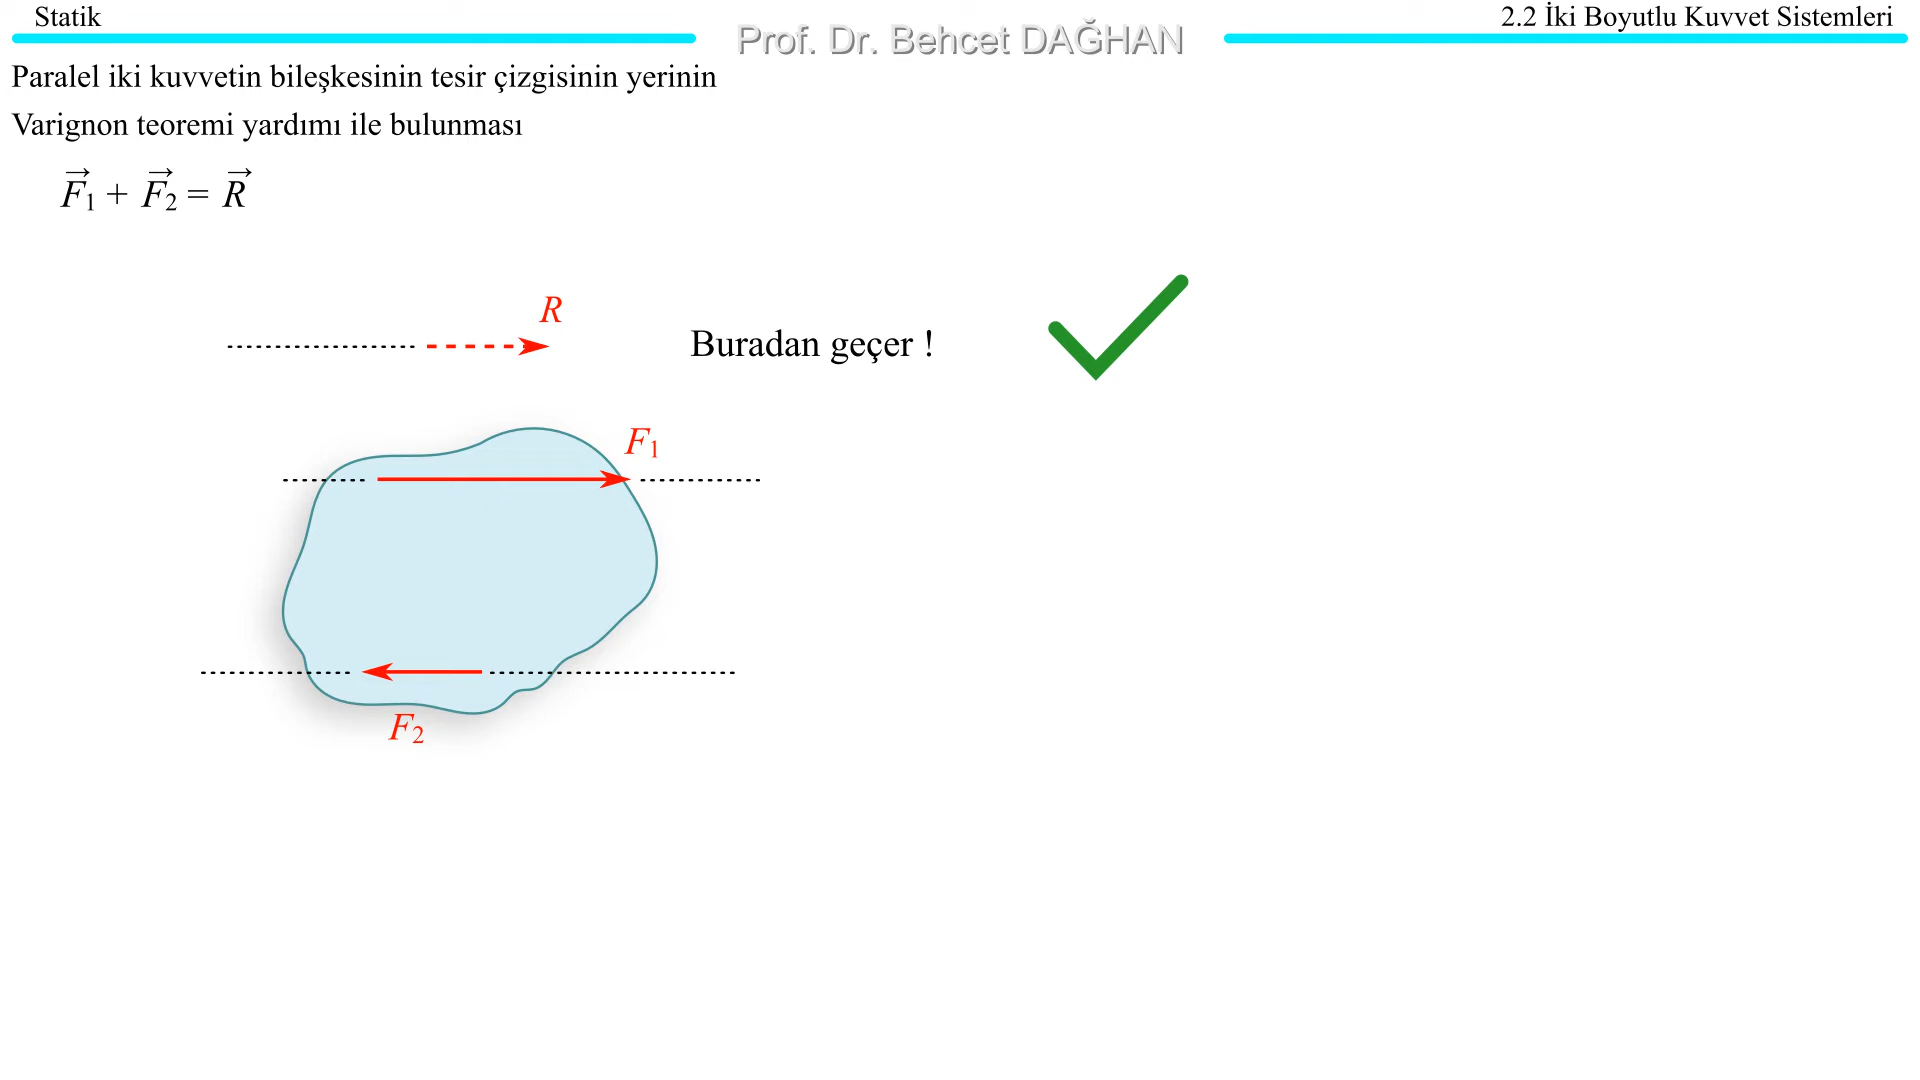 Statik
Prof. Dr. Behcet DAĞHAN
2.2 İki Boyutlu Kuvvet Sistemleri
Paralel iki kuvvetin bileşkesinin tesir çizgisinin yerinin
Varignon teoremi yardımı ile bulunması
F⃗1 + F⃗2 = R⃗
R
Buradan geçer !
F1
F2